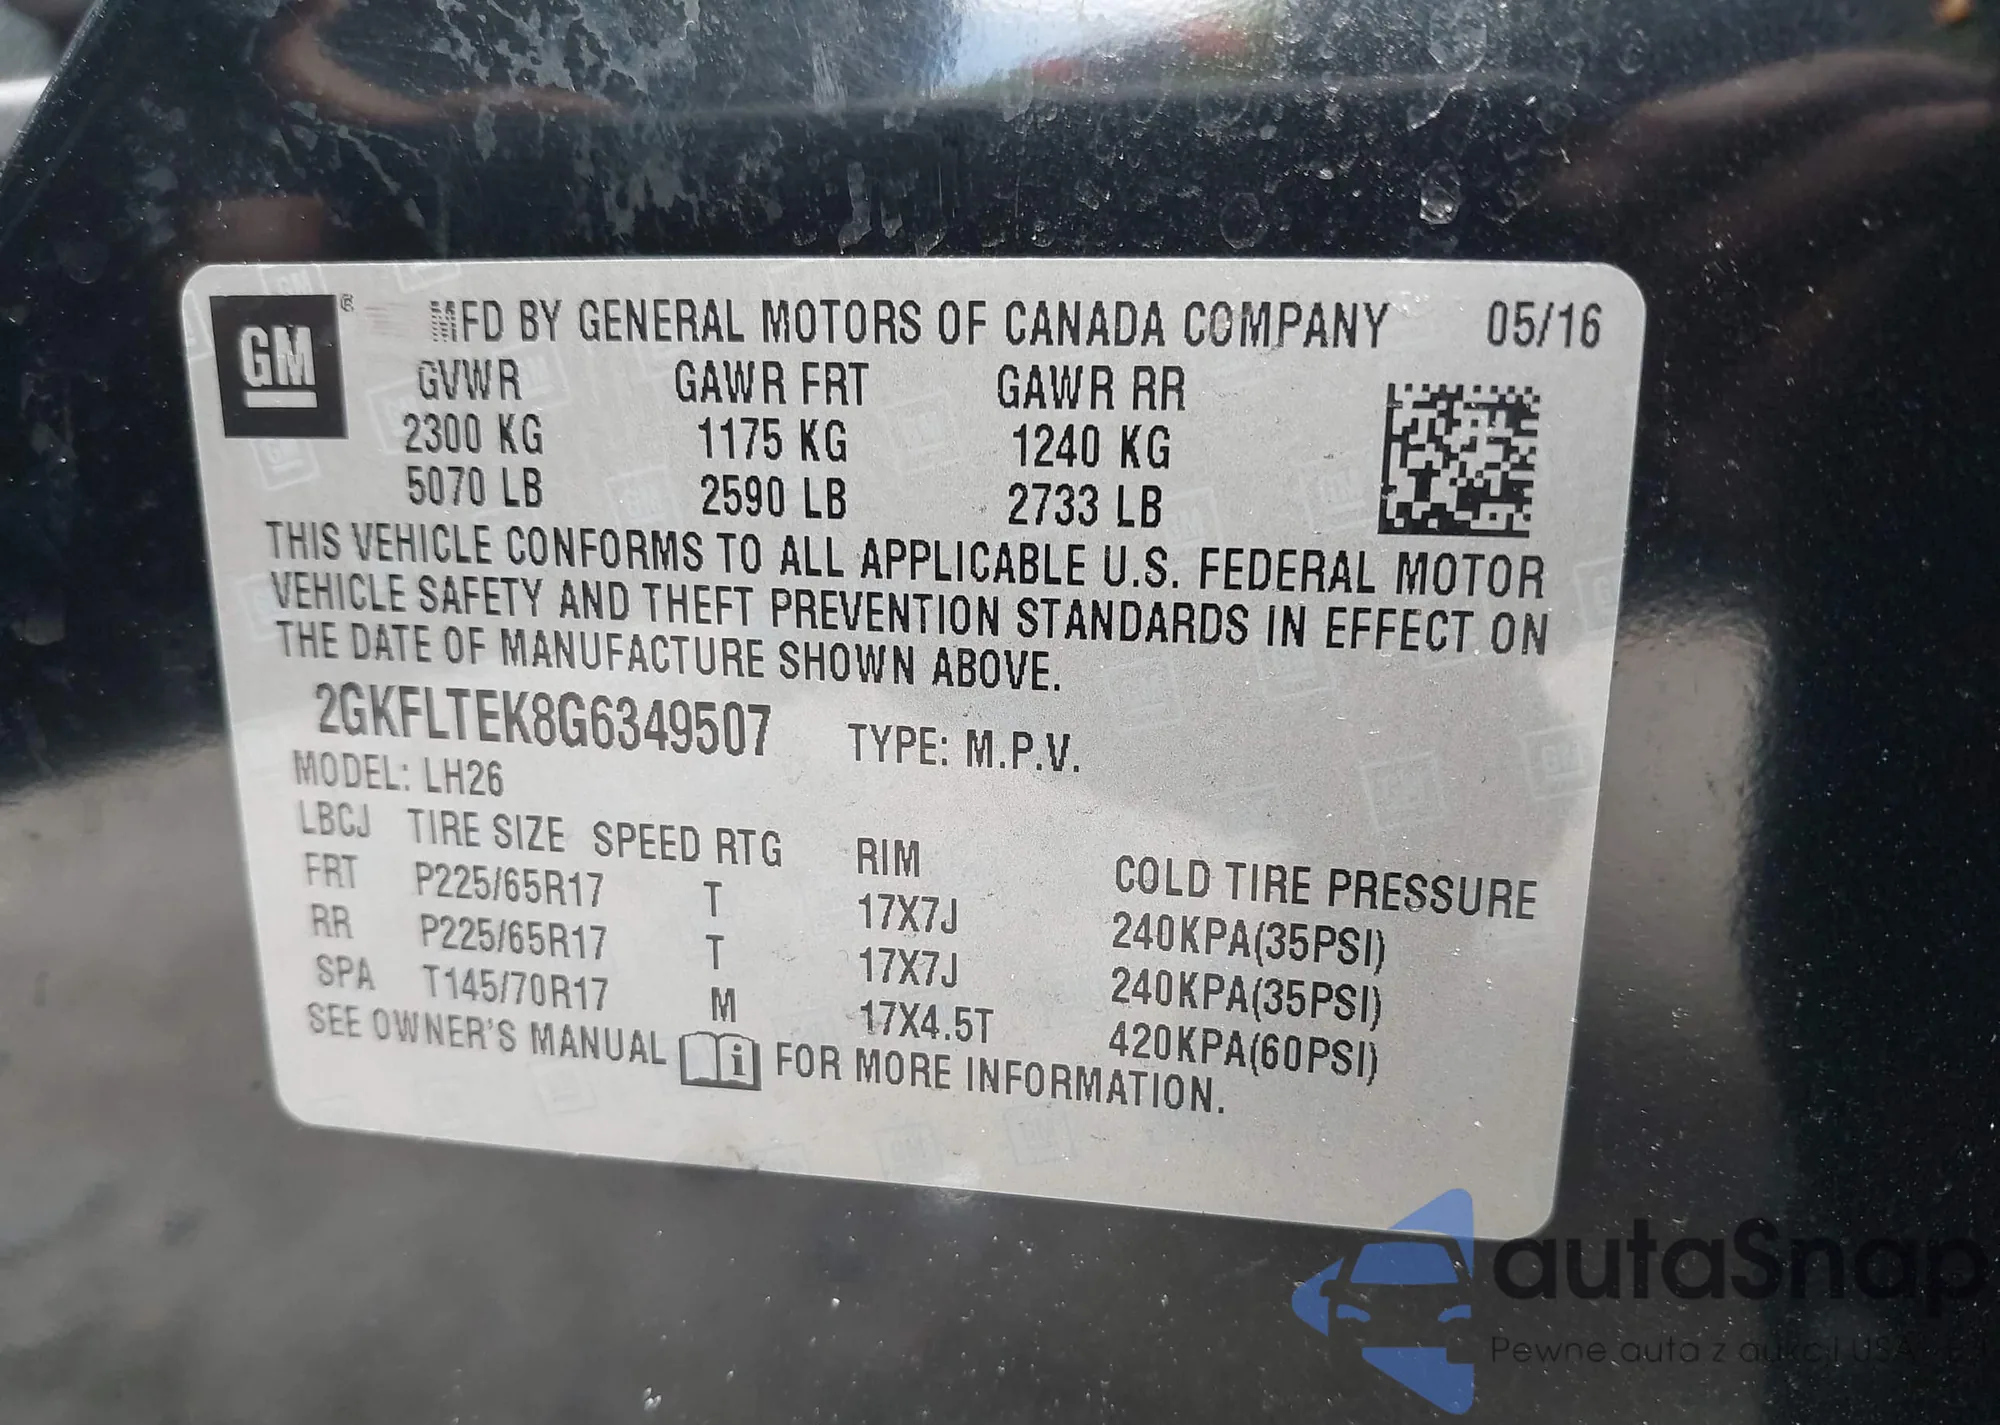 GM ® MFD BY GENERAL MOTORS OF CANADA COMPANY 05/16
GVWR GAWR FRT GAWR RR
2300 KG 1175 KG 1240 KG
5070 LB 2590 LB 2733 LB
THIS VEHICLE CONFORMS TO ALL APPLICABLE U.S. FEDERAL MOTOR
VEHICLE SAFETY AND THEFT PREVENTION STANDARDS IN EFFECT ON
THE DATE OF MANUFACTURE SHOWN ABOVE.
2GKFLTEK8G6349507 TYPE: M.P.V.
MODEL: LH26
LBCJ TIRE SIZE SPEED RTG RIM COLD TIRE PRESSURE
FRT P225/65R17 T 17X7J 240KPA(35PSI)
RR P225/65R17 T 17X7J 240KPA(35PSI)
SPA T145/70R17 M 17X4.5T 420KPA(60PSI)
SEE OWNER'S MANUAL FOR MORE INFORMATION.
autaSnap
Pewne auta z aukcji USA